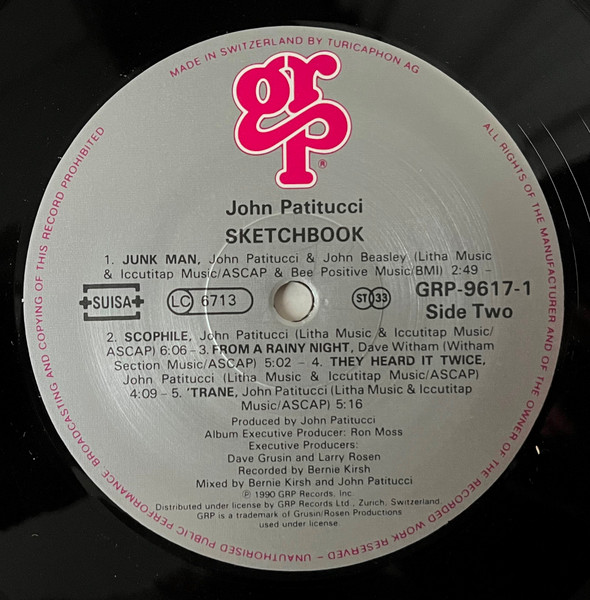 MADE IN SWITZERLAND BY TURICAPHON AG
ALL RIGHTS OF THE MANUFACTURER AND OF THE OWNER OF THE RECORDED WORK RESERVED – UNAUTHORISED PUBLIC PERFORMANCE, BROADCASTING AND COPYING OF THIS RECORD PROHIBITED
grp®
John Patitucci
SKETCHBOOK
1. JUNK MAN, John Patitucci & John Beasley (Litha Music
& Iccutitap Music/ASCAP & Bee Positive Music/BMI) 2:49 –
SUISA
LC 6713
ST 33
GRP-9617-1
Side Two
2. SCOPHILE, John Patitucci (Litha Music & Iccutitap Music/
ASCAP) 6:06 – 3. FROM A RAINY NIGHT, Dave Witham (Witham
Section Music/ASCAP) 5:02 – 4. THEY HEARD IT TWICE,
John Patitucci (Litha Music & Iccutitap Music/ASCAP)
4:09 – 5. 'TRANE, John Patitucci (Litha Music & Iccutitap
Music/ASCAP) 5:16
Produced by John Patitucci
Album Executive Producer: Ron Moss
Executive Producers:
Dave Grusin and Larry Rosen
Recorded by Bernie Kirsh
Mixed by Bernie Kirsh and John Patitucci
℗ 1990 GRP Records, Inc.
Distributed under license by GRP Records Ltd., Zurich, Switzerland.
GRP is a trademark of Grusin/Rosen Productions
used under license.